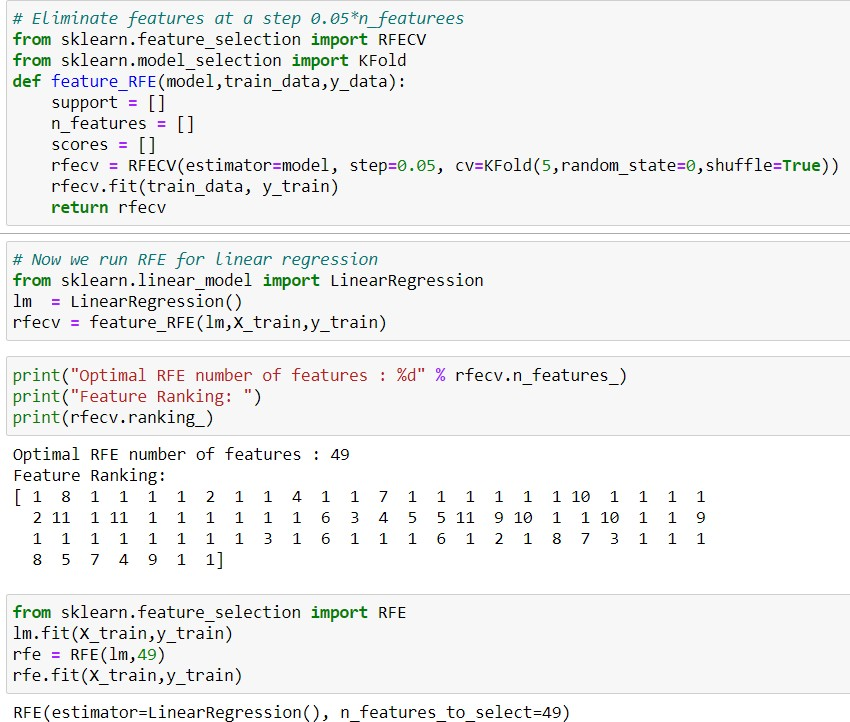 # Eliminate features at a step 0.05*n_featurees
from sklearn.feature_selection import RFECV
from sklearn.model_selection import KFold
def feature_RFE(model,train_data,y_data):
    support = []
    n_features = []
    scores = []
    rfecv = RFECV(estimator=model, step=0.05, cv=KFold(5,random_state=0,shuffle=True))
    rfecv.fit(train_data, y_train)
    return rfecv
# Now we run RFE for linear regression
from sklearn.linear_model import LinearRegression
lm  = LinearRegression()
rfecv = feature_RFE(lm,X_train,y_train)
print("Optimal RFE number of features : %d" % rfecv.n_features_)
print("Feature Ranking: ")
print(rfecv.ranking_)
Optimal RFE number of features : 49
Feature Ranking:
[ 1  8  1  1  1  1  2  1  1  4  1  1  7  1  1  1  1  1  1 10  1  1  1  1
  2 11  1 11  1  1  1  1  1  1  6  3  4  5  5 11  9 10  1  1 10  1  1  9
  1  1  1  1  1  1  1  1  3  1  6  1  1  1  6  1  2  1  8  7  3  1  1  1
  8  5  7  4  9  1  1]
from sklearn.feature_selection import RFE
lm.fit(X_train,y_train)
rfe = RFE(lm,49)
rfe.fit(X_train,y_train)
RFE(estimator=LinearRegression(), n_features_to_select=49)